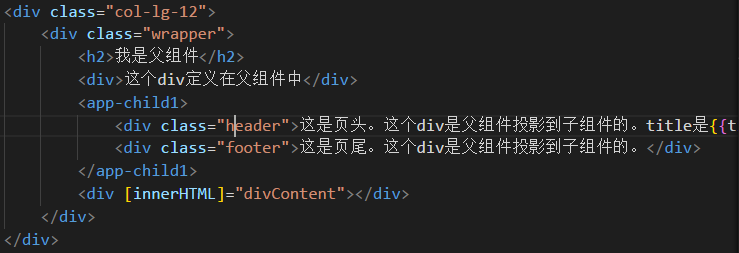 <div class="col-lg-12">
<div class="wrapper">
<h2>我是父组件</h2>
<div>这个div定义在父组件中</div>
<app-child1>
<div class="header">这是页头。这个div是父组件投影到子组件的。title是{{t
<div class="footer">这是页尾。这个div是父组件投影到子组件的。</div>
</app-child1>
<div [innerHTML]="divContent"></div>
</div>
</div>